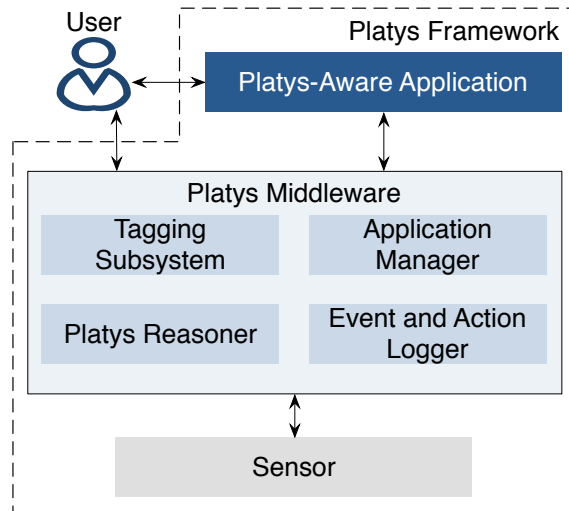 User
Platys Framework
Platys-Aware Application
Platys Middleware
Tagging
Subsystem
Application
Manager
Platys Reasoner
Event and Action
Logger
Sensor